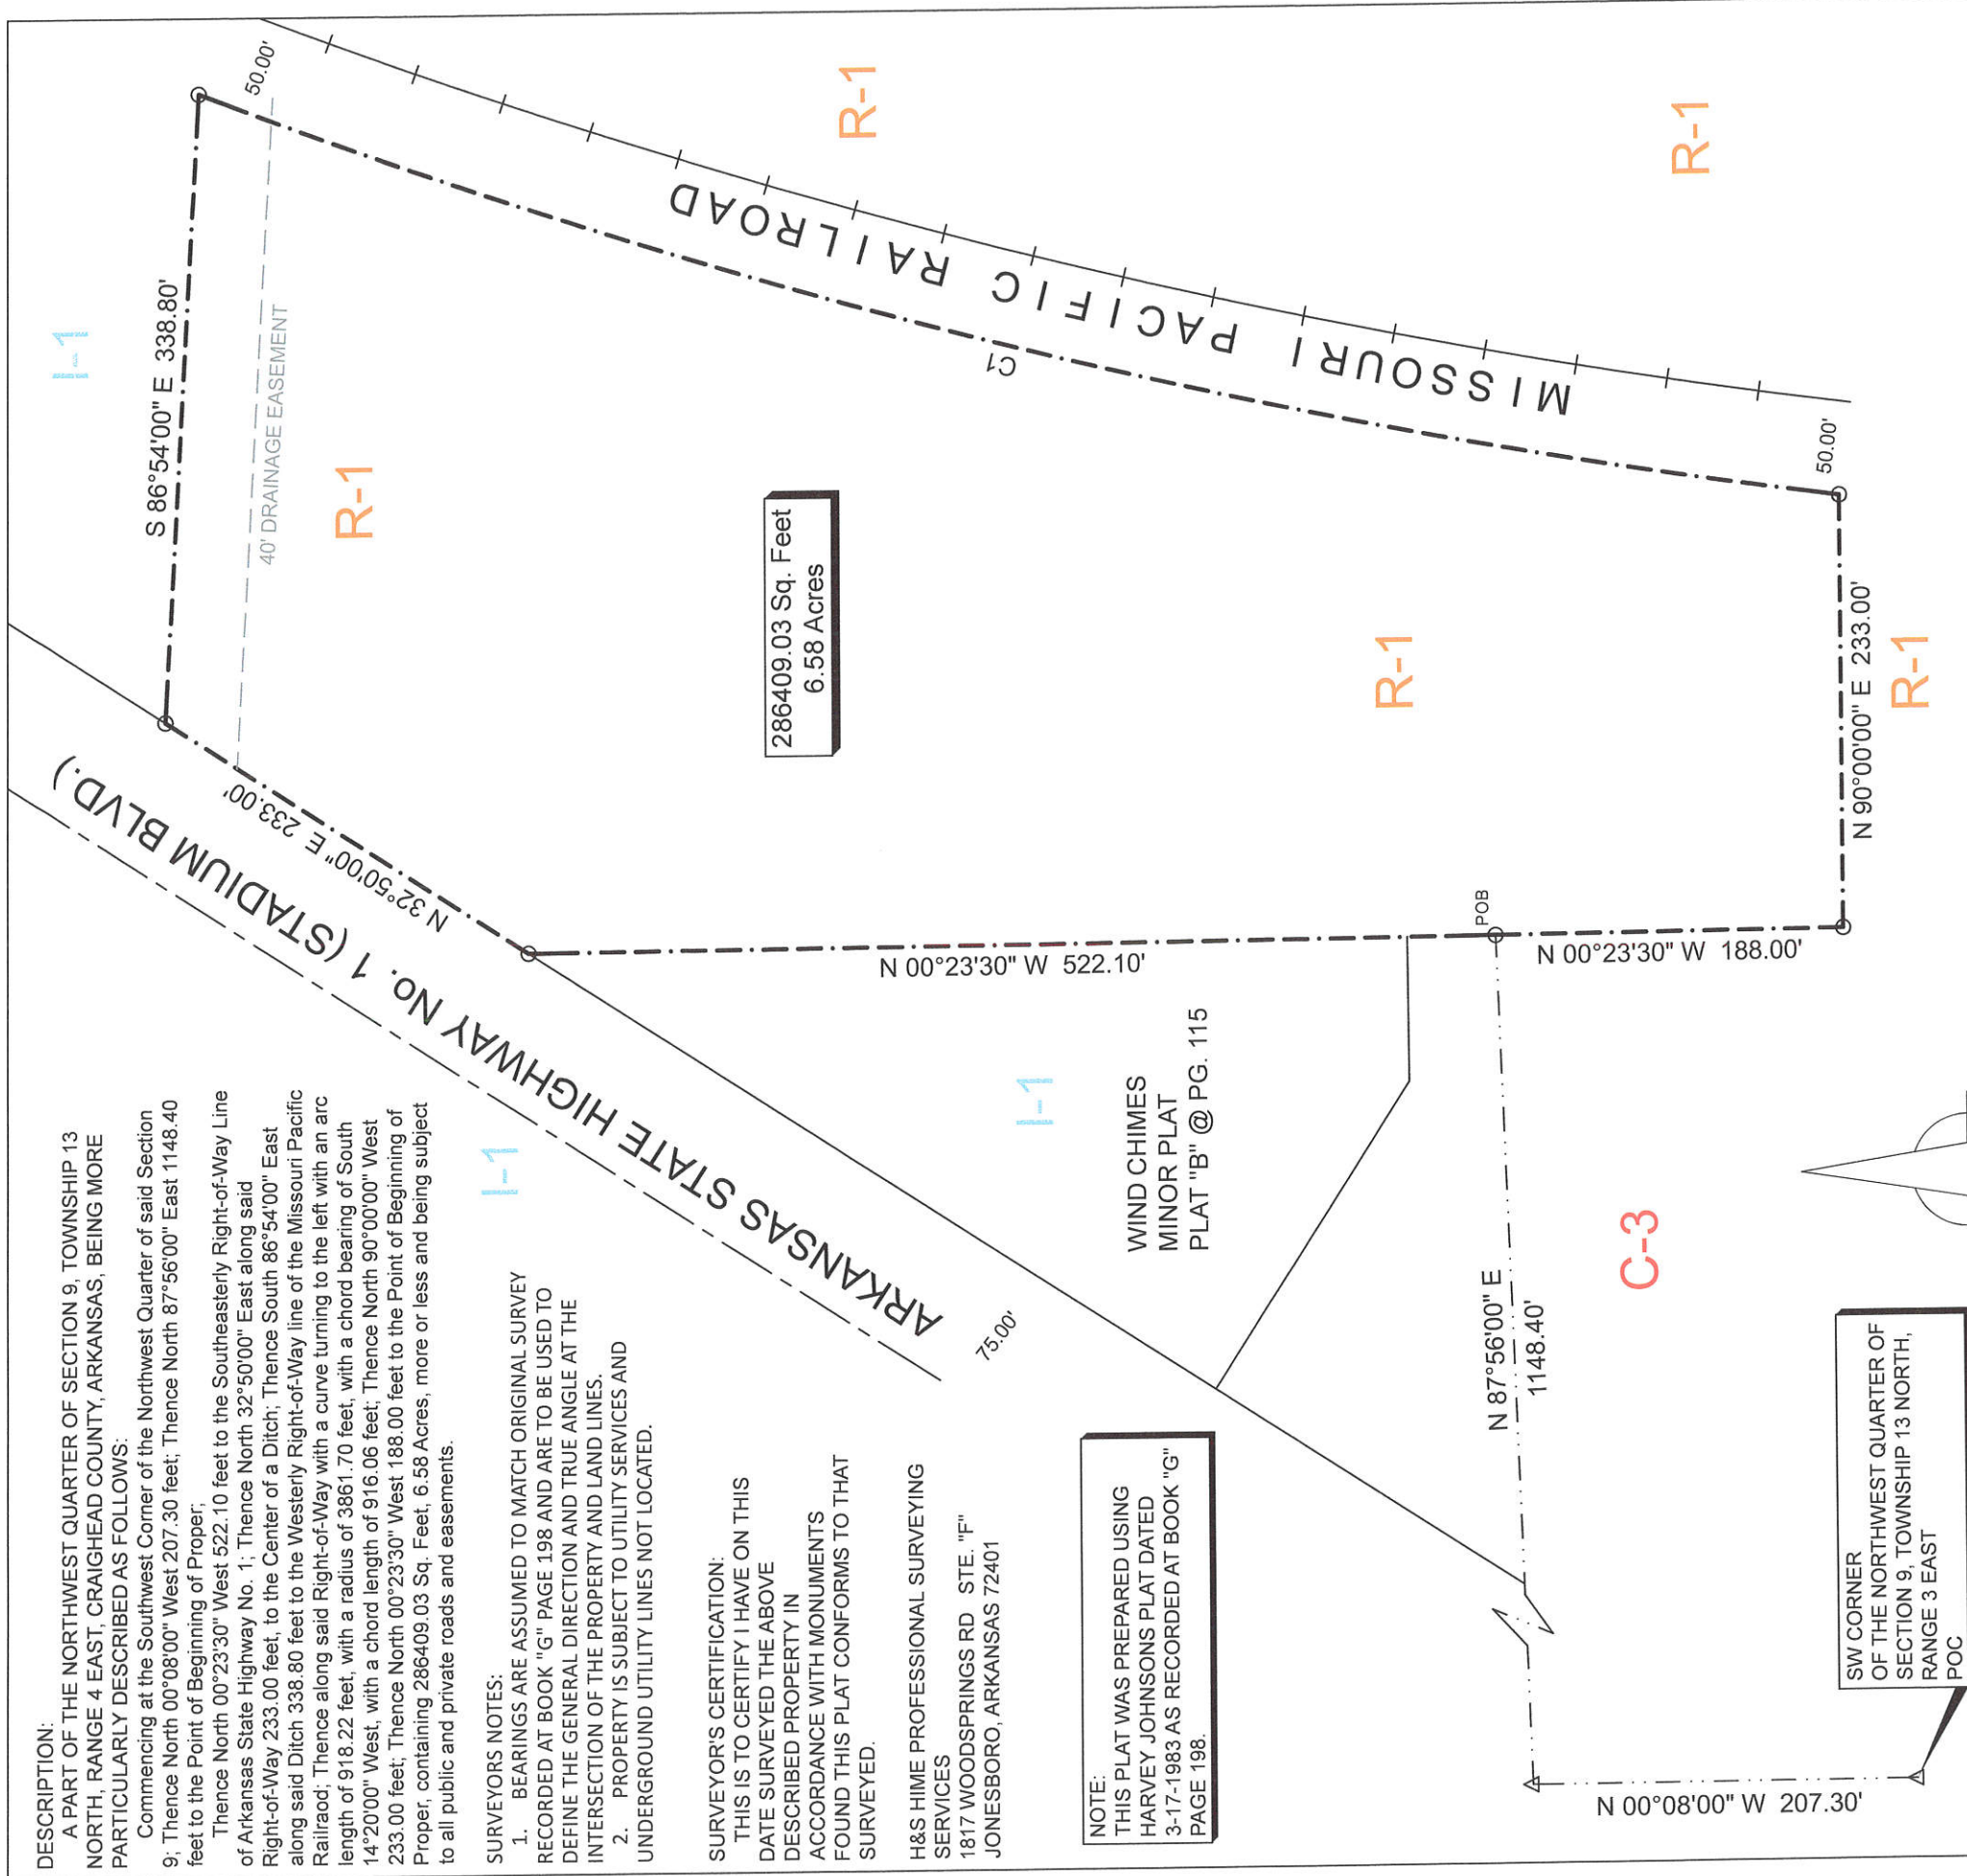 DESCRIPTION:
A PART OF THE NORTHWEST QUARTER OF SECTION 9, TOWNSHIP 13
NORTH, RANGE 4 EAST, CRAIGHEAD COUNTY, ARKANSAS, BEING MORE
PARTICULARLY DESCRIBED AS FOLLOWS:
Commencing at the Southwest Corner of the Northwest Quarter of said Section
9; Thence North 00°08'00" West 207.30 feet; Thence North 87°56'00" East 1148.40
feet to the Point of Beginning of Proper;
Thence North 00°23'30" West 522.10 feet to the Southeasterly Right-of-Way Line
of Arkansas State Highway No. 1; Thence North 32°50'00" East along said
Right-of-Way 233.00 feet, to the Center of a Ditch; Thence South 86°54'00" East
along said Ditch 338.80 feet to the Westerly Right-of-Way line of the Missouri Pacific
Railraod; Thence along said Right-of-Way with a curve turning to the left with an arc
length of 918.22 feet, with a radius of 3861.70 feet, with a chord bearing of South
14°20'00" West, with a chord length of 916.06 feet; Thence North 90°00'00" West
233.00 feet; Thence North 00°23'30" West 188.00 feet to the Point of Beginning of
Proper, containing 286409.03 Sq. Feet, 6.58 Acres, more or less and being subject
to all public and private roads and easements.
SURVEYORS NOTES:
1. BEARINGS ARE ASSUMED TO MATCH ORIGINAL SURVEY
RECORDED AT BOOK "G" PAGE 198 AND ARE TO BE USED TO
DEFINE THE GENERAL DIRECTION AND TRUE ANGLE AT THE
INTERSECTION OF THE PROPERTY AND LAND LINES.
2. PROPERTY IS SUBJECT TO UTILITY SERVICES AND
UNDERGROUND UTILITY LINES NOT LOCATED.
SURVEYOR'S CERTIFICATION:
THIS IS TO CERTIFY I HAVE ON THIS
DATE SURVEYED THE ABOVE
DESCRIBED PROPERTY IN
ACCORDANCE WITH MONUMENTS
FOUND THIS PLAT CONFORMS TO THAT
SURVEYED.
H&S HIME PROFESSIONAL SURVEYING
SERVICES
1817 WOODSPRINGS RD STE. "F"
JONESBORO, ARKANSAS 72401
NOTE:
THIS PLAT WAS PREPARED USING
HARVEY JOHNSONS PLAT DATED
3-17-1983 AS RECORDED AT BOOK "G"
PAGE 198.
ARKANSAS STATE HIGHWAY No. 1 (STADIUM BLVD.)
75.00'
I-1
I-1
I-1
N 32°50'00" E 233.00'
S 86°54'00" E 338.80'
40' DRAINAGE EASEMENT
50.00'
R-1
R-1
R-1
R-1
R-1
286409.03 Sq. Feet
6.58 Acres
MISSOURI PACIFIC RAILROAD
C1
50.00'
N 00°23'30" W 522.10'
WIND CHIMES
MINOR PLAT
PLAT "B" @ PG. 115
POB
N 00°23'30" W 188.00'
N 90°00'00" E 233.00'
N 87°56'00" E
1148.40'
C-3
SW CORNER
OF THE NORTHWEST QUARTER OF
SECTION 9, TOWNSHIP 13 NORTH,
RANGE 3 EAST
POC
N 00°08'00" W 207.30'